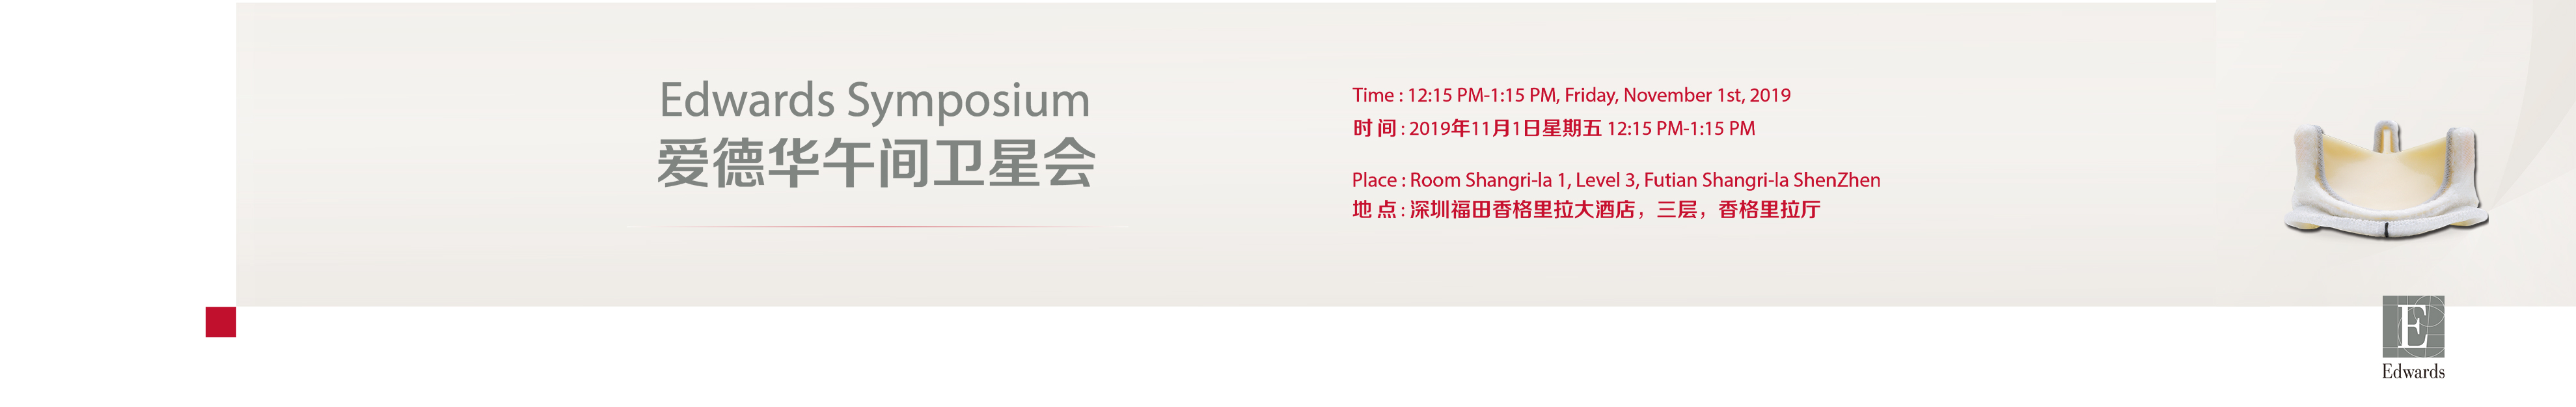 Edwards Symposium
爱德华午间卫星会
Time : 12:15 PM-1:15 PM, Friday, November 1st, 2019
时 间 : 2019年11月1日星期五 12:15 PM-1:15 PM
Place : Room Shangri-la 1, Level 3, Futian Shangri-la ShenZhen
地 点 : 深圳福田香格里拉大酒店，三层，香格里拉厅
E
Edwards